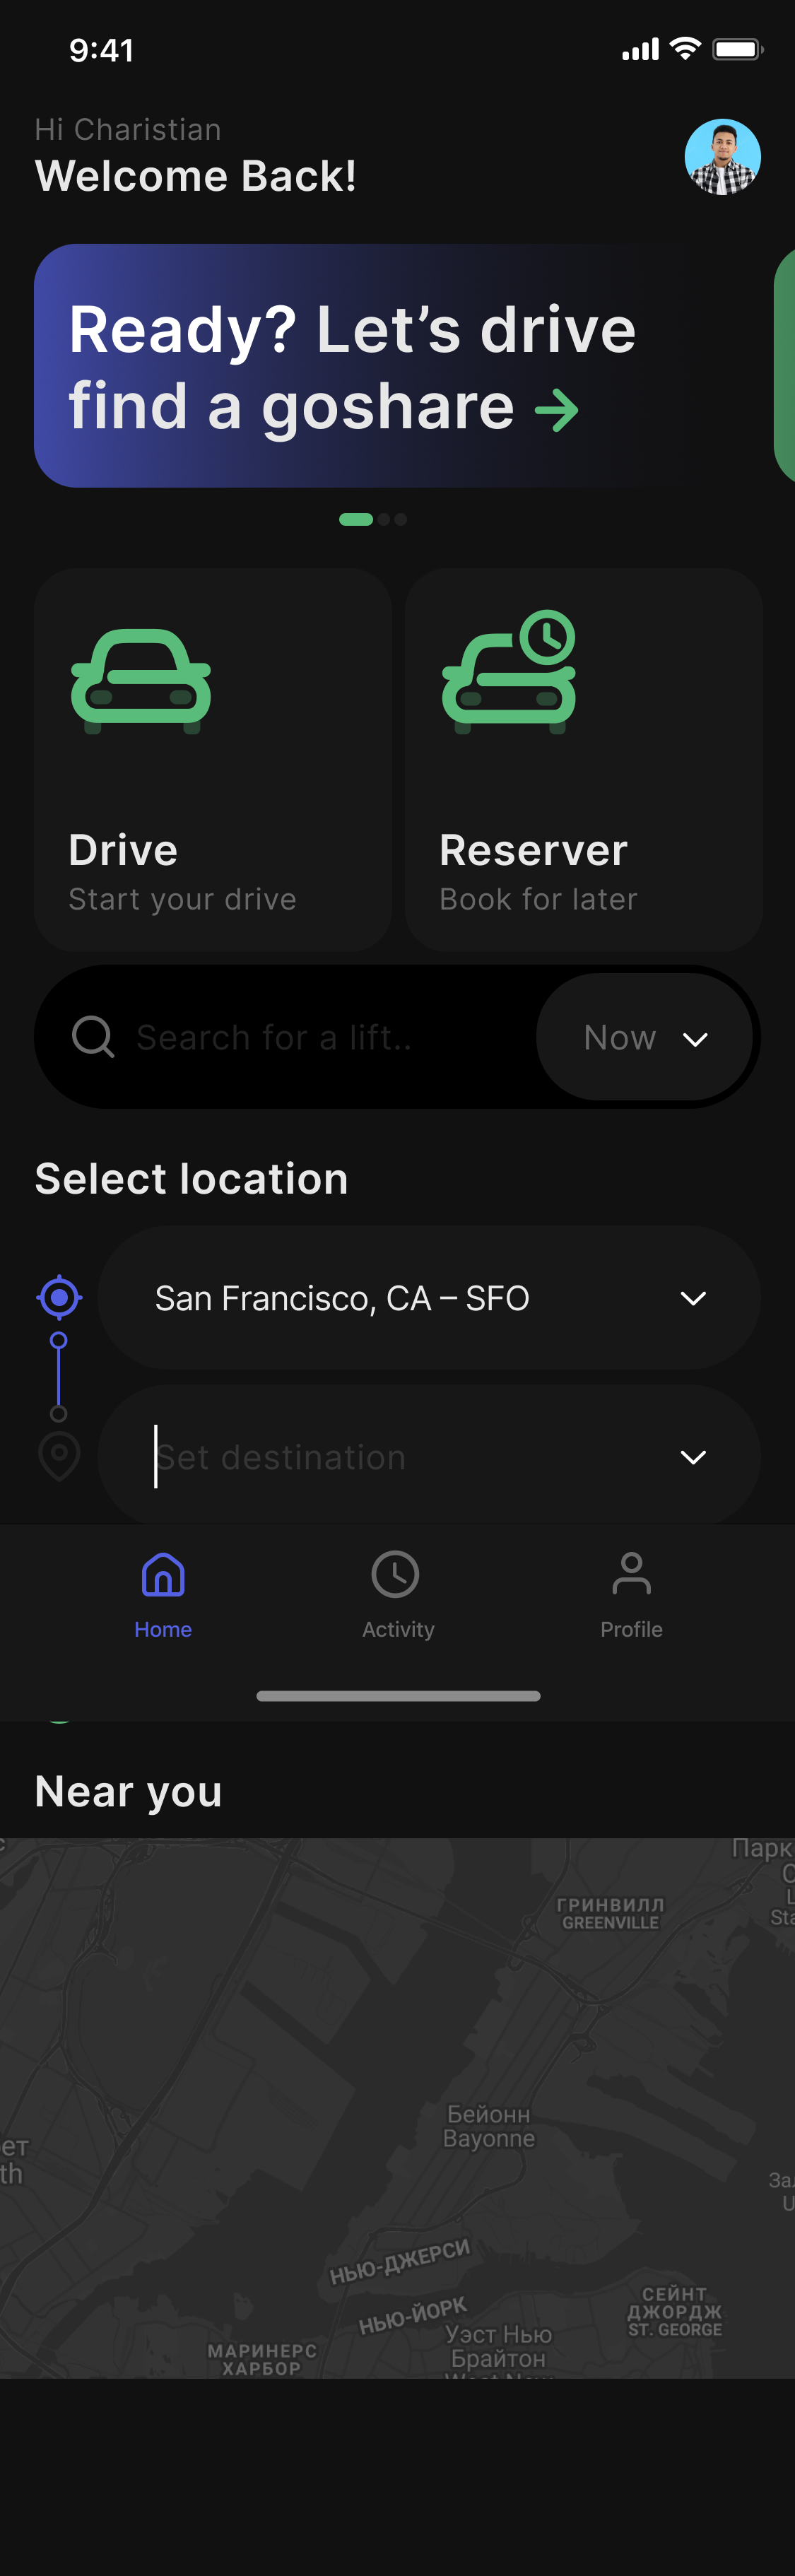 9:41
Hi Charistian
Welcome Back!
Ready? Let’s drive
find a goshare
Drive
Start your drive
Reserver
Book for later
Search for a lift..
Now
Select location
San Francisco, CA – SFO
Set destination
Home
Activity
Profile
Near you
Парк
ГРИНВИЛЛ
GREENVILLE
Бейонн
Bayonne
НЬЮ-ДЖЕРСИ
НЬЮ-ЙОРК
СЕЙНТ
ДЖОРДЖ
ST. GEORGE
Уэст Нью
Брайтон
МАРИНЕРС
ХАРБОР